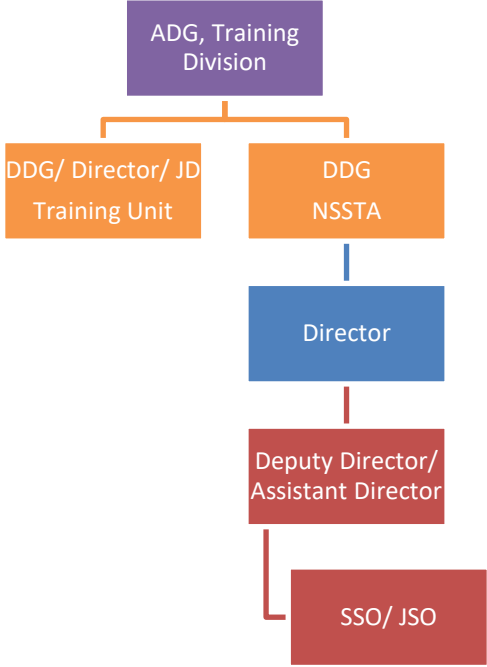 ADG, Training
Division
DDG/ Director/ JD
Training Unit
DDG
NSSTA
Director
Deputy Director/
Assistant Director
SSO/ JSO